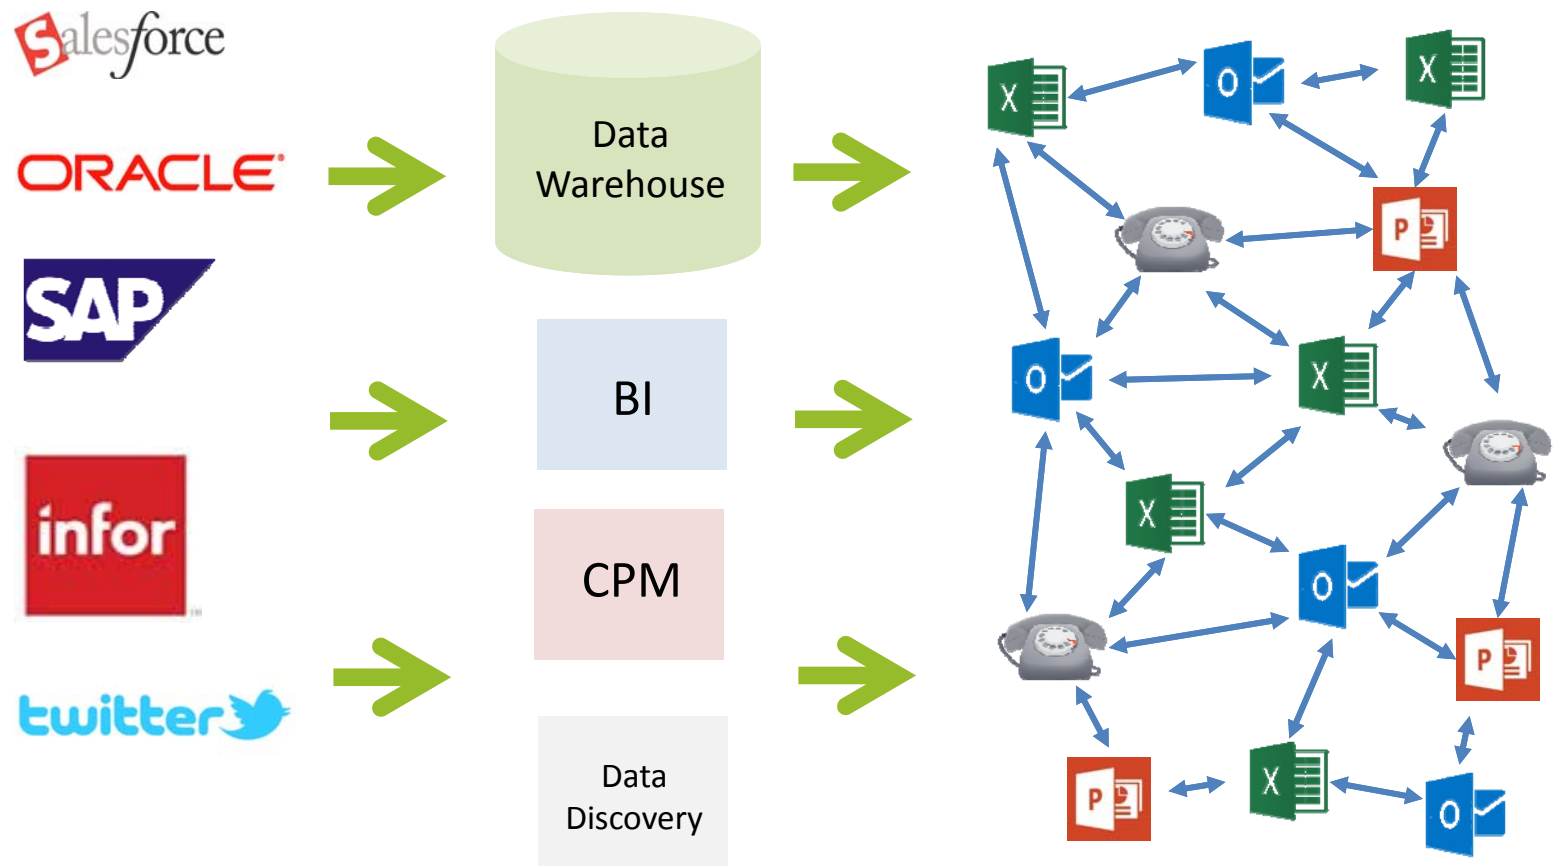 Salesforce
ORACLE
SAP
infor
twitter
Data
Warehouse
BI
CPM
Data
Discovery
X
O
X
P
O
X
X
O
P
P
X
O